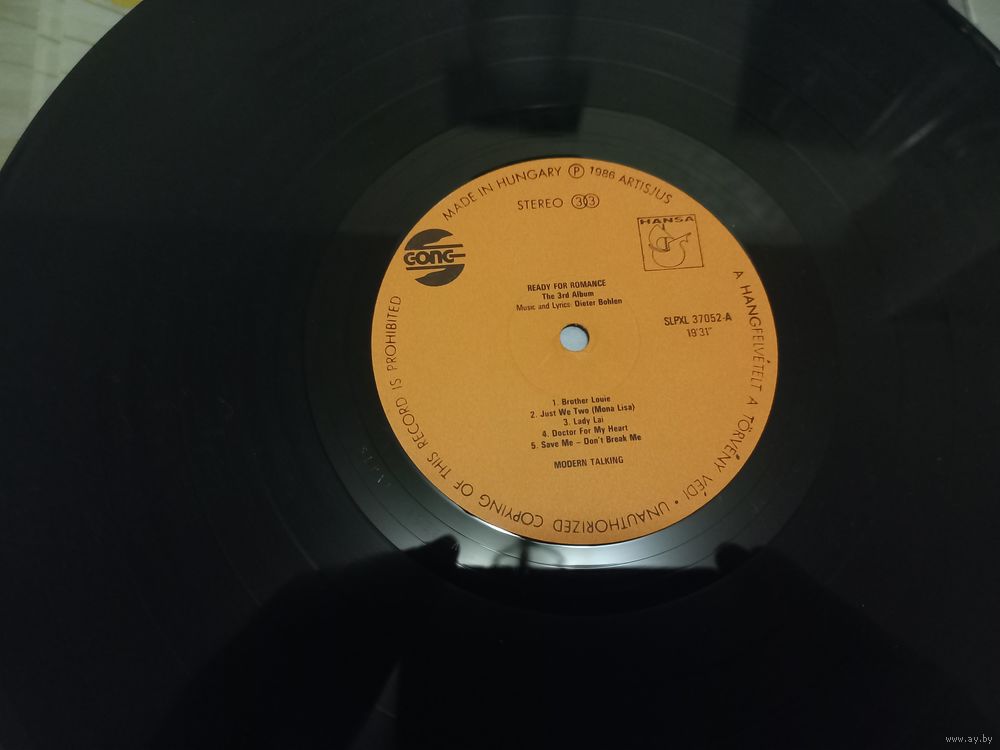 MADE IN HUNGARY Ⓟ 1986 ARTISJUS
STEREO 33
GONG
HANSA
READY FOR ROMANCE
The 3rd Album
Music and Lyrics: Dieter Bohlen
SLPXL 37052-A
19'31"
1. Brother Louie
2. Just We Two (Mona Lisa)
3. Lady Lai
4. Doctor For My Heart
5. Save Me – Don't Break Me
MODERN TALKING
A HANGFELVÉTELT A TÖRVÉNY VÉDI • UNAUTHORIZED COPYING OF THIS RECORD IS PROHIBITED
www.ay.by